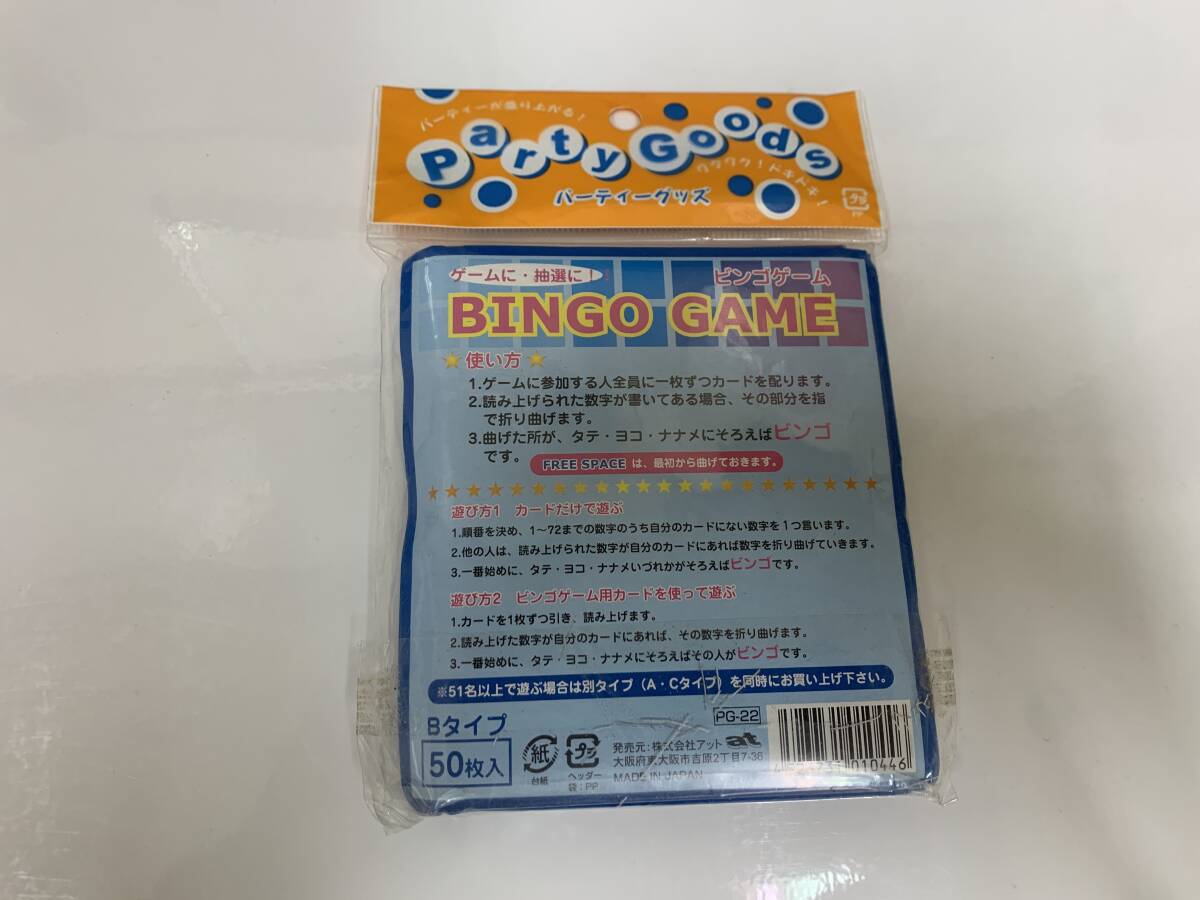 パーティーが盛り上がる!
Party Goods
ワクワク!ドキドキ!
パーティーグッズ
プラ
PP
ゲームに・抽選に!!
ビンゴゲーム
BINGO GAME
★使い方★
1.ゲームに参加する人全員に一枚ずつカードを配ります。
2.読み上げられた数字が書いてある場合、その部分を指
で折り曲げます。
3.曲げた所が、タテ・ヨコ・ナナメにそろえばビンゴ
です。
FREE SPACE は、最初から曲げておきます。
遊び方1 カードだけで遊ぶ
1.順番を決め、1〜72までの数字のうち自分のカードにない数字を1つ言います。
2.他の人は、読み上げられた数字が自分のカードにあれば数字を折り曲げていきます。
3.一番始めに、タテ・ヨコ・ナナメいづれかがそろえばビンゴです。
遊び方2 ビンゴゲーム用カードを使って遊ぶ
1.カードを1枚ずつ引き、読み上げます。
2.読み上げた数字が自分のカードにあれば、その数字を折り曲げます。
3.一番始めに、タテ・ヨコ・ナナメにそろえばその人がビンゴです。
※51名以上で遊ぶ場合は別タイプ(A・Cタイプ)を同時にお買い上げ下さい。
Bタイプ
50枚入
紙
台紙
プラ
ヘッダー
袋:PP
PG-22
発売元:株式会社アット at
大阪府東大阪市吉原2丁目7-36
MADE IN JAPAN
010446